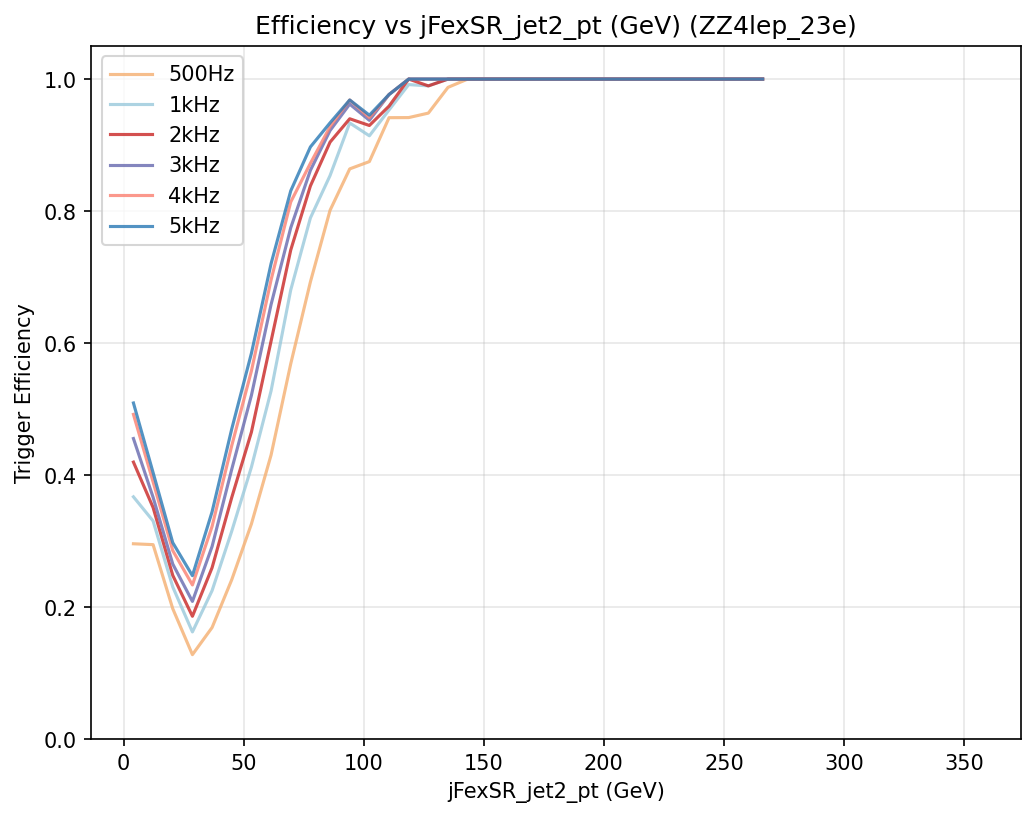 Efficiency vs jFexSR_jet2_pt (GeV) (ZZ4lep_23e)
500Hz
1kHz
2kHz
3kHz
4kHz
5kHz
Trigger Efficiency
1.0
0.8
0.6
0.4
0.2
0.0
0 50 100 150 200 250 300 350
jFexSR_jet2_pt (GeV)